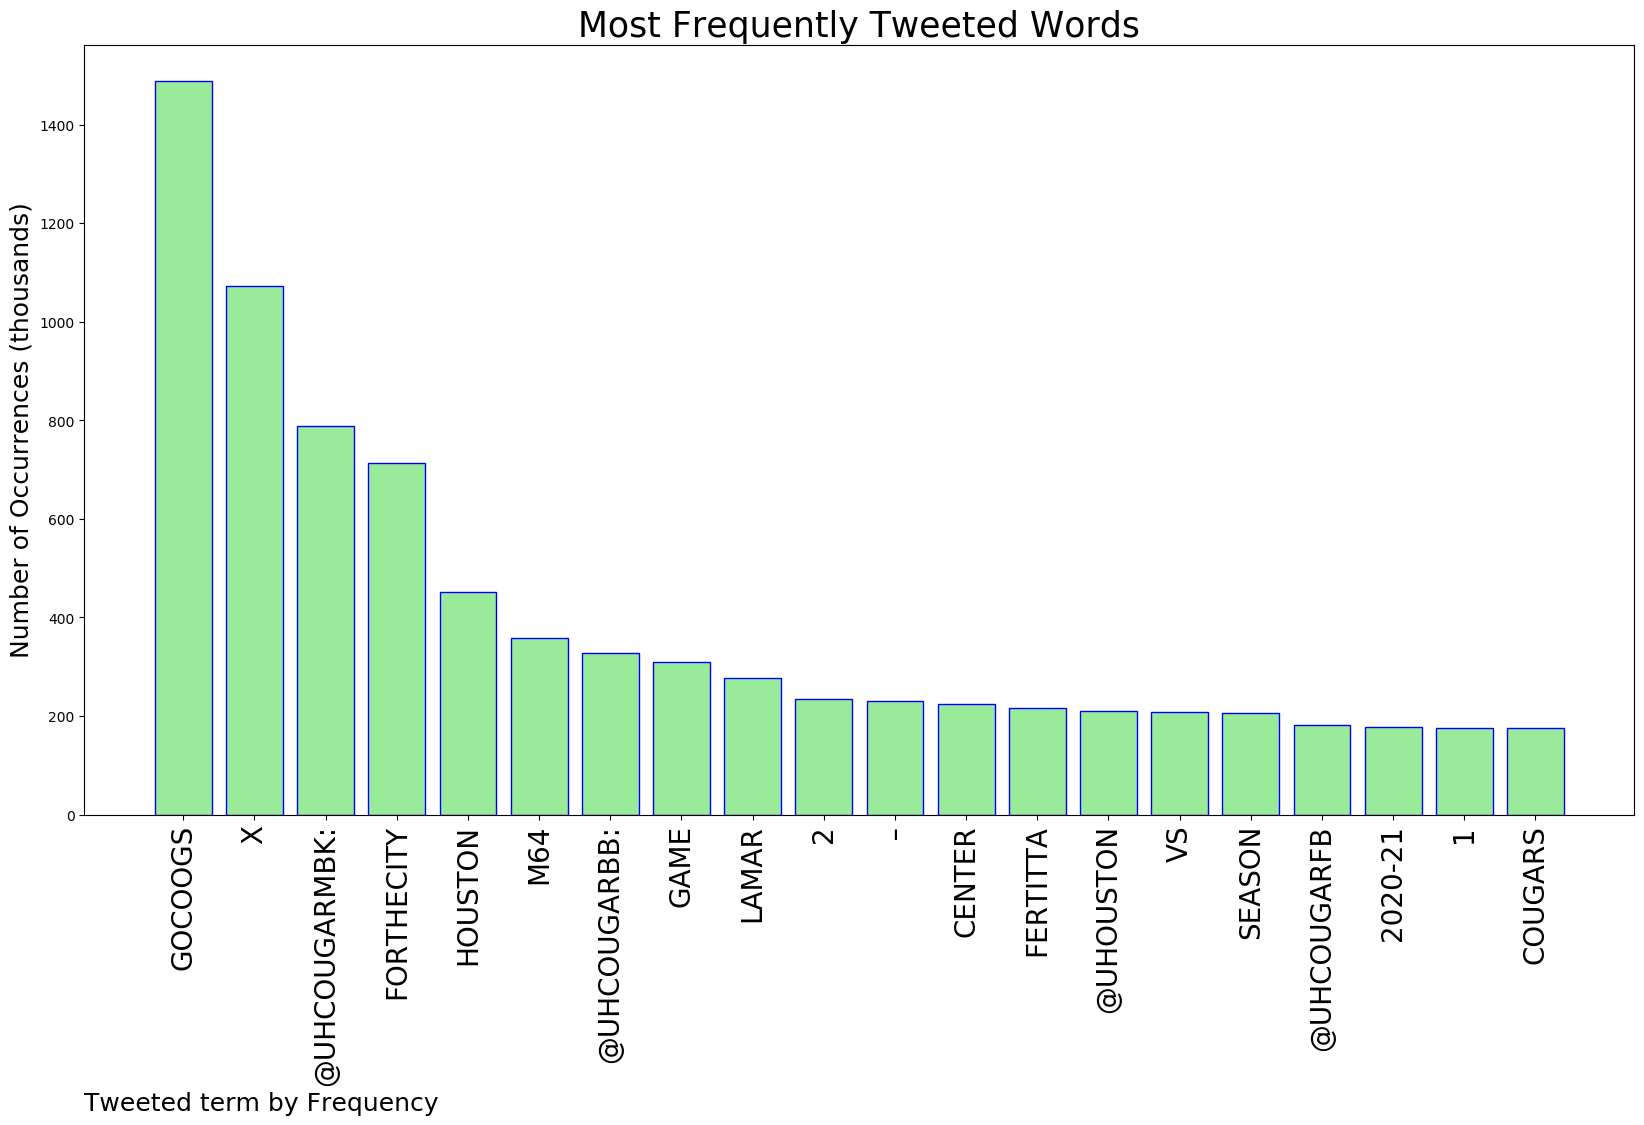 Most Frequently Tweeted Words
Number of Occurrences (thousands)
1400
1200
1000
800
600
400
200
0
GOCOOGS
X
@UHCOUGARMBK:
FORTHECITY
HOUSTON
M64
@UHCOUGARBB:
GAME
LAMAR
2
–
CENTER
FERTITTA
@UHOUSTON
VS
SEASON
@UHCOUGARFB
2020-21
1
COUGARS
Tweeted term by Frequency